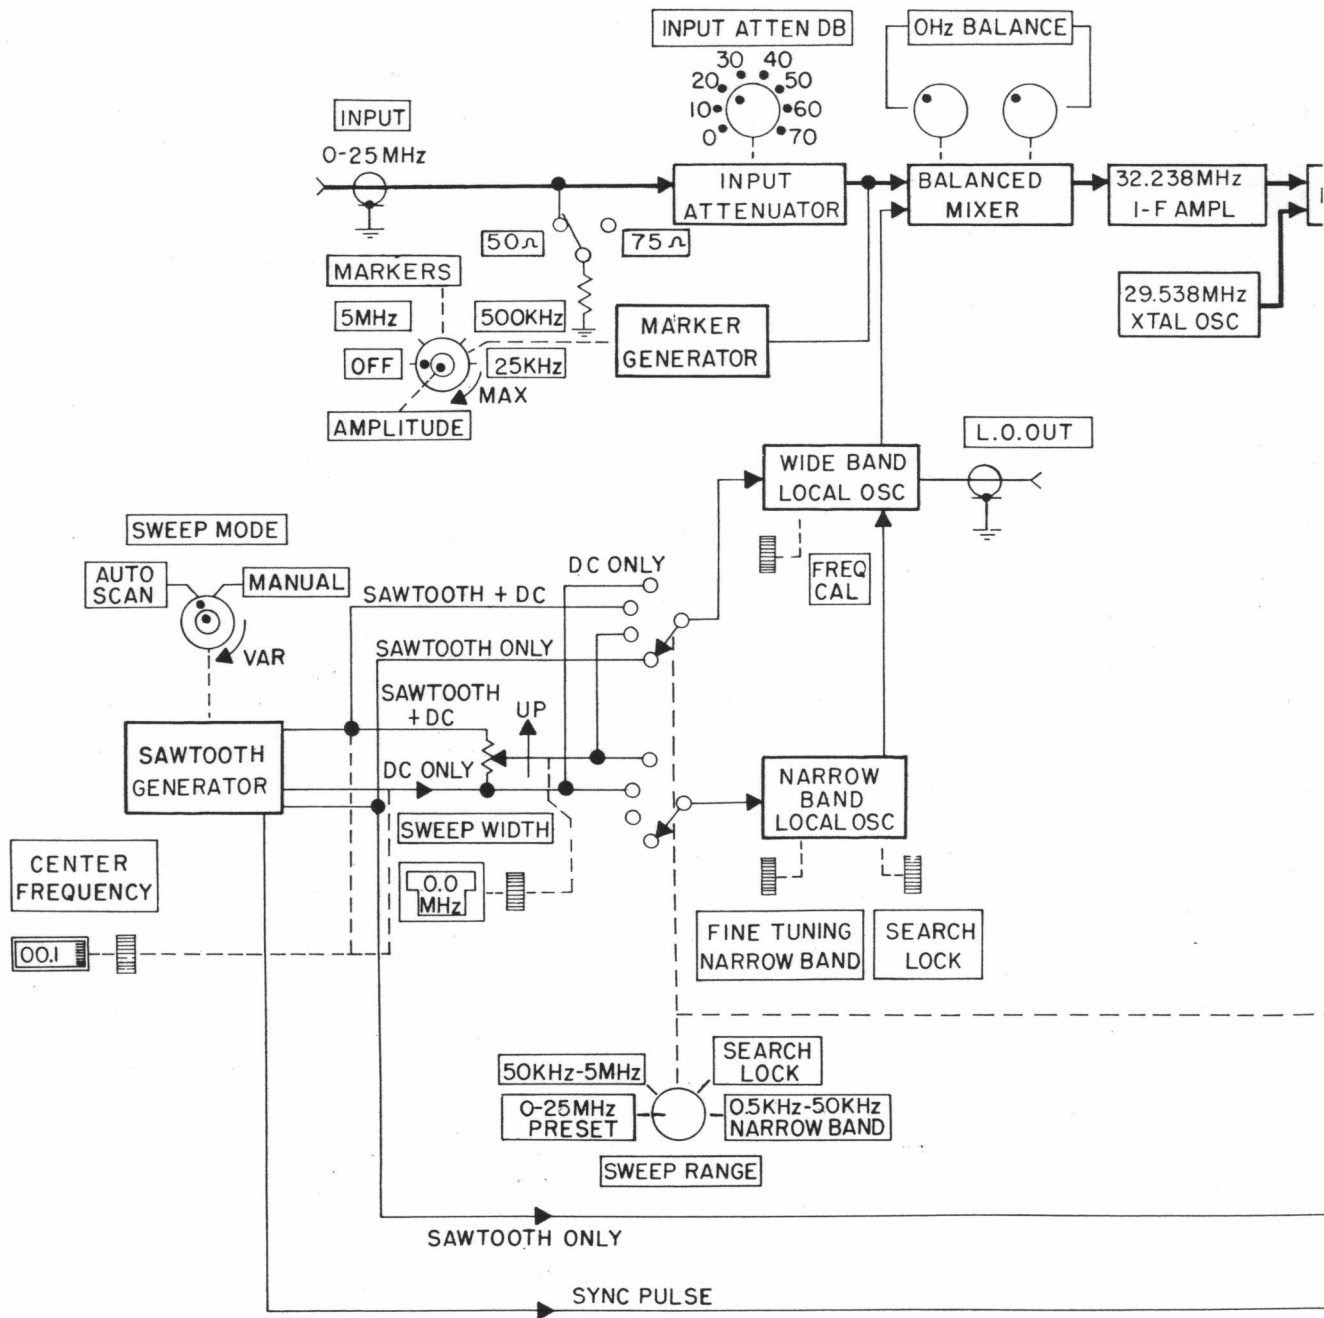 INPUT ATTEN DB
0 10 20 30 40 50 60 70
0Hz BALANCE
INPUT
0-25MHz
INPUT
ATTENUATOR
BALANCED
MIXER
32.238MHz
I-F AMPL
50Ω
75Ω
29.538MHz
XTAL OSC
MARKERS
5MHz
500KHz
OFF
25KHz
MAX
AMPLITUDE
MARKER
GENERATOR
L.O.OUT
WIDE BAND
LOCAL OSC
FREQ
CAL
SWEEP MODE
AUTO
SCAN
MANUAL
VAR
DC ONLY
SAWTOOTH + DC
SAWTOOTH ONLY
SAWTOOTH
+DC
UP
DC ONLY
SAWTOOTH
GENERATOR
NARROW
BAND
LOCAL OSC
SWEEP WIDTH
0.0
MHz
CENTER
FREQUENCY
00.1
FINE TUNING
NARROW BAND
SEARCH
LOCK
50KHz-5MHz
SEARCH
LOCK
0-25MHz
PRESET
0.5KHz-50KHz
NARROW BAND
SWEEP RANGE
SAWTOOTH ONLY
SYNC PULSE